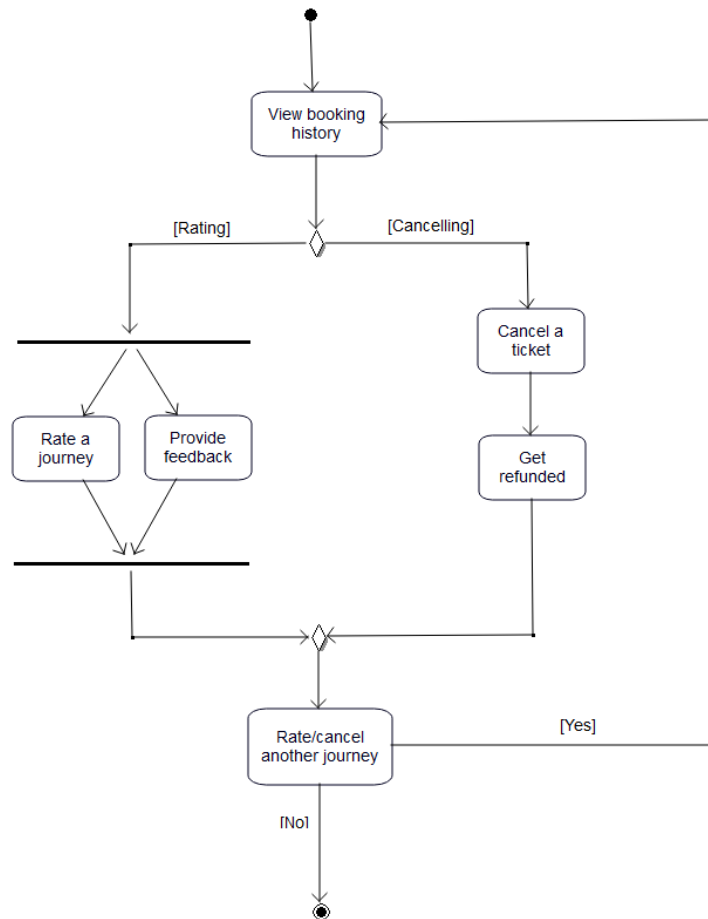 View booking
history
[Rating]
[Cancelling]
Cancel a
ticket
Rate a
journey
Provide
feedback
Get
refunded
Rate/cancel
another journey
[Yes]
[No]